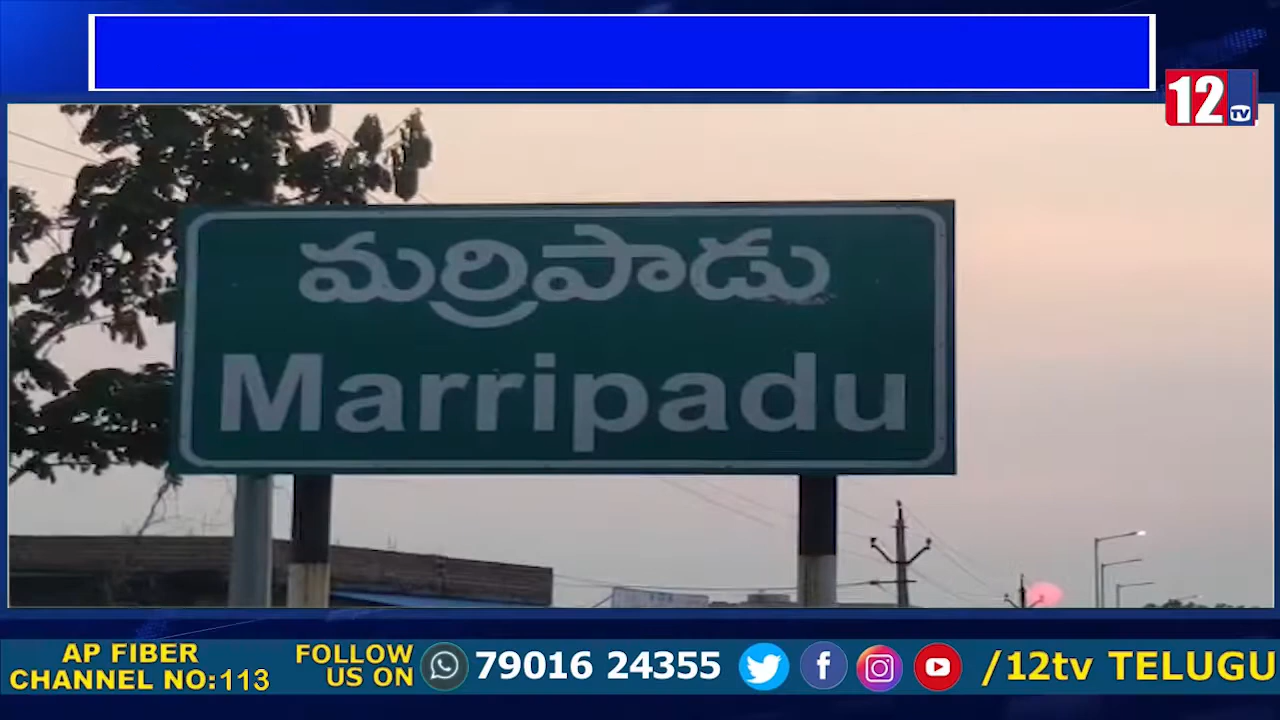 12
TV
మర్రిపాడు
Marripadu
AP FIBER
CHANNEL NO:113
FOLLOW
US ON
79016 24355
/12tv TELUGU